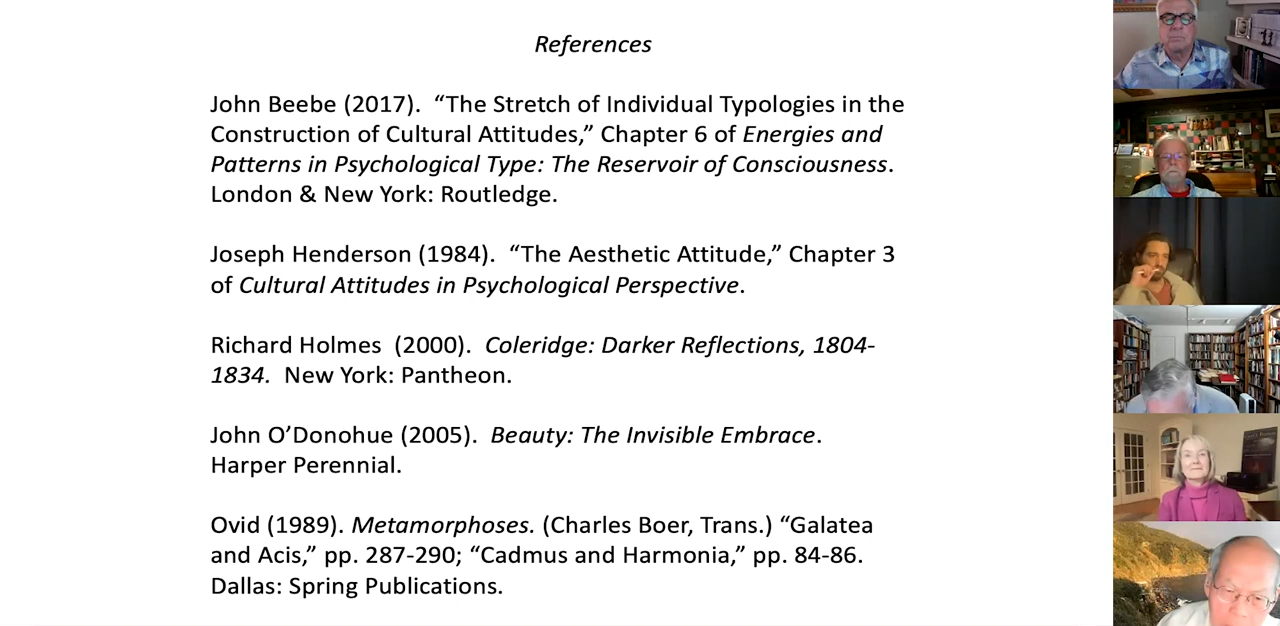 References
John Beebe (2017).  “The Stretch of Individual Typologies in the
Construction of Cultural Attitudes,” Chapter 6 of Energies and
Patterns in Psychological Type: The Reservoir of Consciousness.
London & New York: Routledge.
Joseph Henderson (1984).  “The Aesthetic Attitude,” Chapter 3
of Cultural Attitudes in Psychological Perspective.
Richard Holmes  (2000).  Coleridge: Darker Reflections, 1804-
1834.  New York: Pantheon.
John O’Donohue (2005).  Beauty: The Invisible Embrace.
Harper Perennial.
Ovid (1989). Metamorphoses. (Charles Boer, Trans.) “Galatea
and Acis,” pp. 287-290; “Cadmus and Harmonia,” pp. 84-86.
Dallas: Spring Publications.